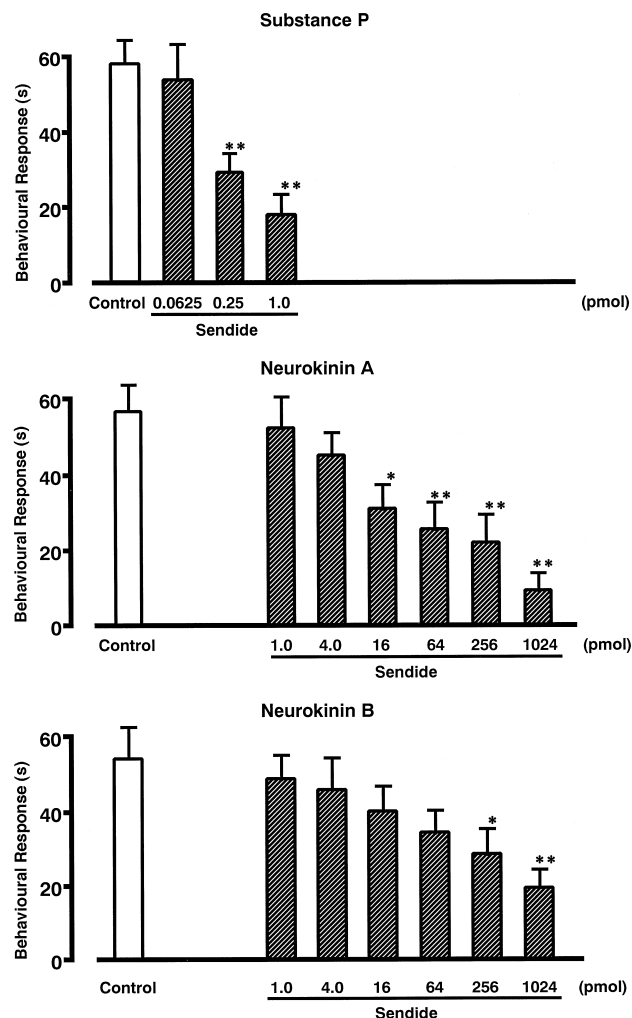 Substance P
Behavioural Response (s)
60
40
20
0
** **
Control 0.0625 0.25 1.0 (pmol)
Sendide
Neurokinin A
Behavioural Response (s)
60
40
20
0
* ** ** **
Control 1.0 4.0 16 64 256 1024 (pmol)
Sendide
Neurokinin B
Behavioural Response (s)
60
40
20
0
* **
Control 1.0 4.0 16 64 256 1024 (pmol)
Sendide